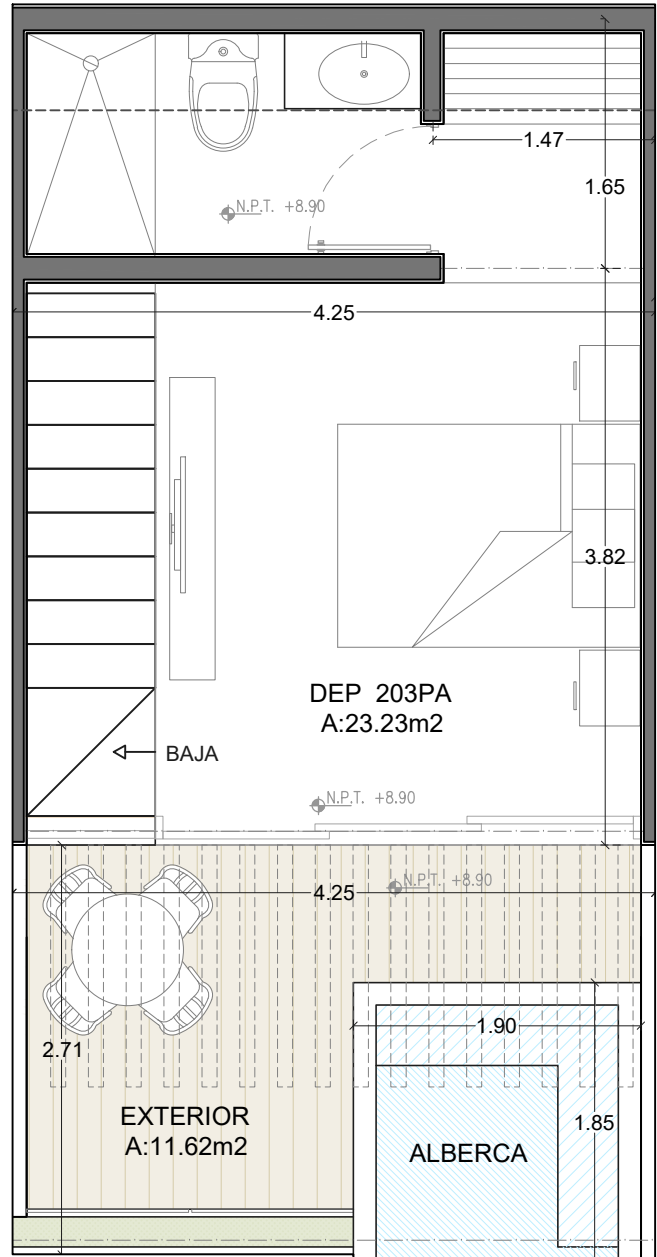 1.47
1.65
N.P.T. +8.90
4.25
3.82
DEP 203PA
A:23.23m2
BAJA
N.P.T. +8.90
N.P.T. +8.90
4.25
1.90
2.71
EXTERIOR
A:11.62m2
1.85
ALBERCA